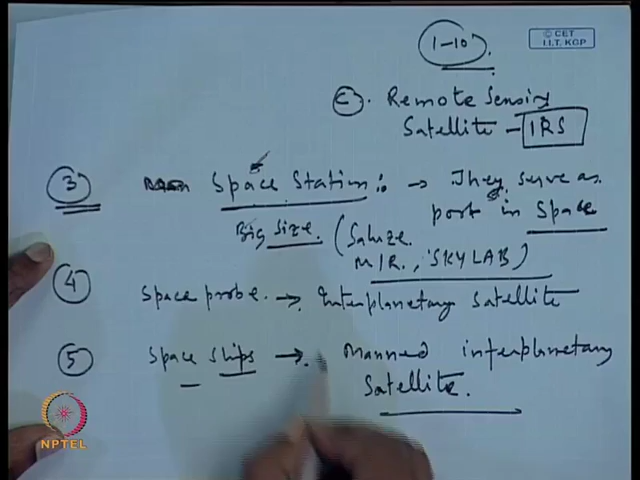 1-10.
© CET
I.I.T. KGP
C. Remote Sensing
Satellite - IRS
3 Space Station: → They serve as
port in Space
Big Size. (Saluze.
MIR., SKYLAB)
4 Space probe. → Interplanetary Satellite
5 Space Ships → Manned interplanetary
Satellite.
NPTEL